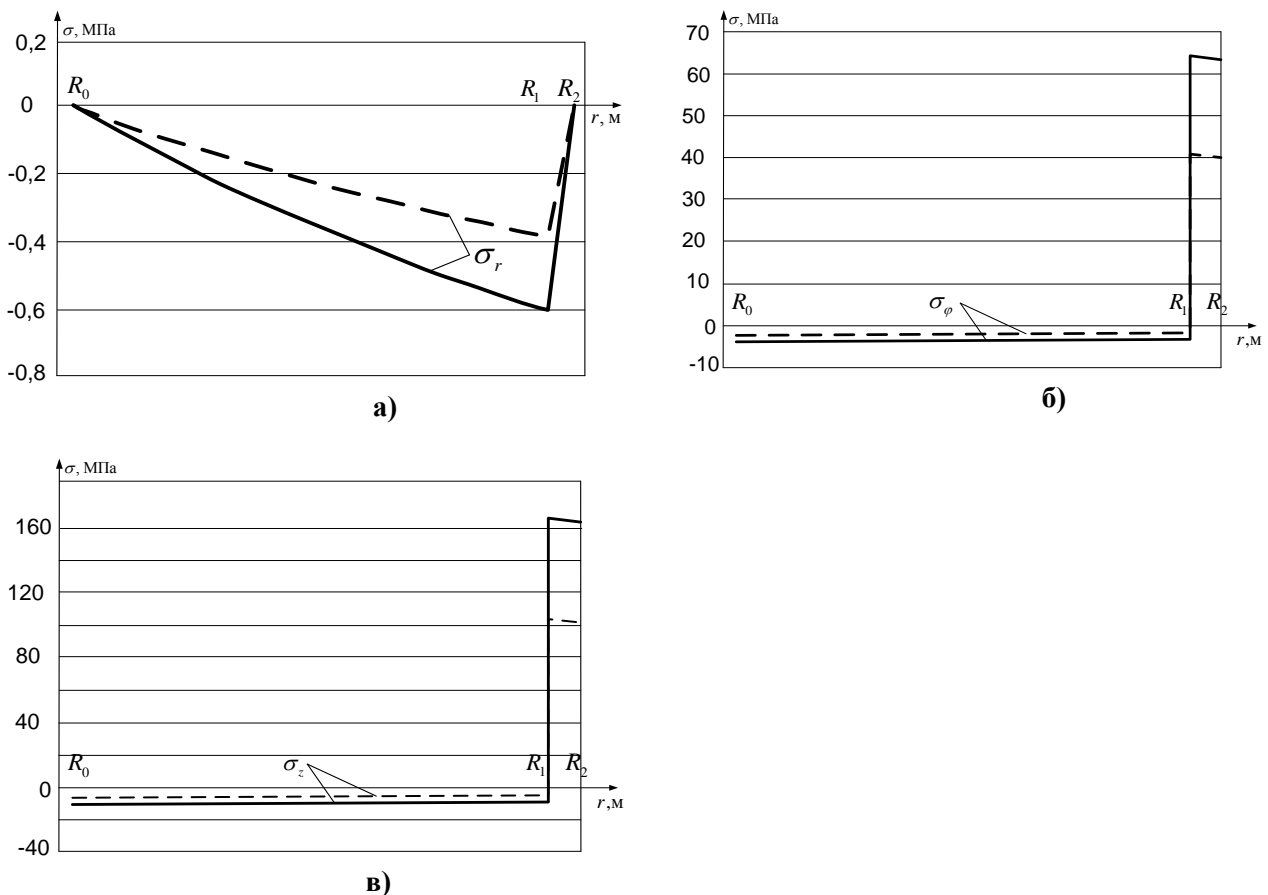 σ, МПа
0,2
0
-0,2
-0,4
-0,6
-0,8
R₀
R₁
R₂
r, м
σᵣ
а)
σ, МПа
70
60
50
40
30
20
10
0
-10
R₀
σ_φ
R₁
R₂
r,м
б)
σ, МПа
160
120
80
40
0
-40
R₀
σ_z
R₁
R₂
r,м
в)